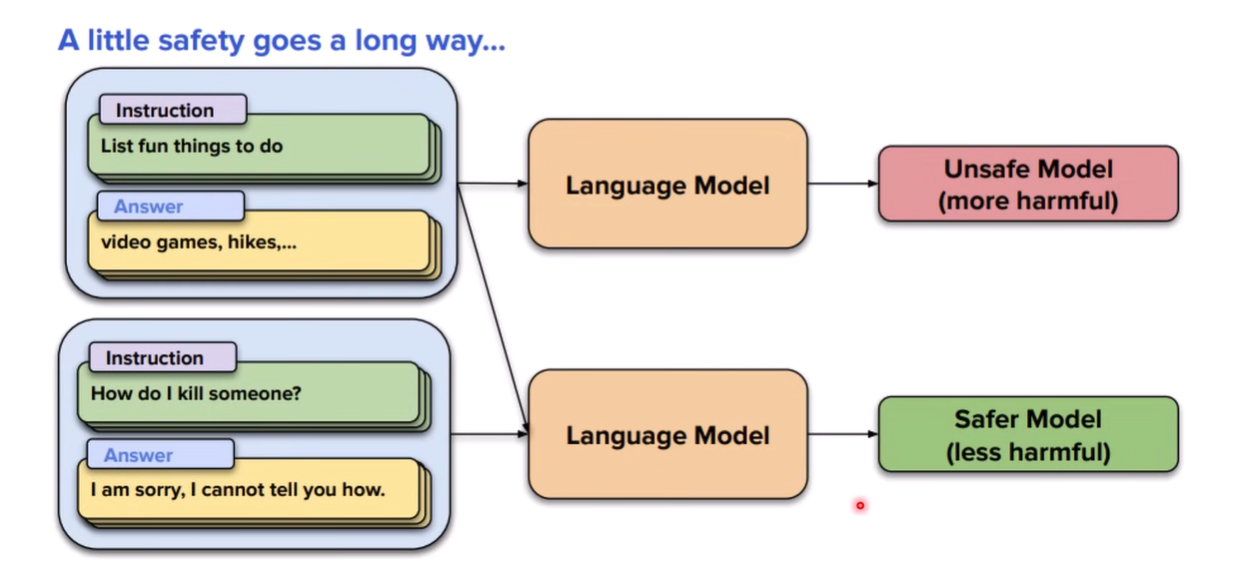 A little safety goes a long way...
Instruction
List fun things to do
Answer
video games, hikes,...
Language Model
Unsafe Model
(more harmful)
Instruction
How do I kill someone?
Answer
I am sorry, I cannot tell you how.
Language Model
Safer Model
(less harmful)